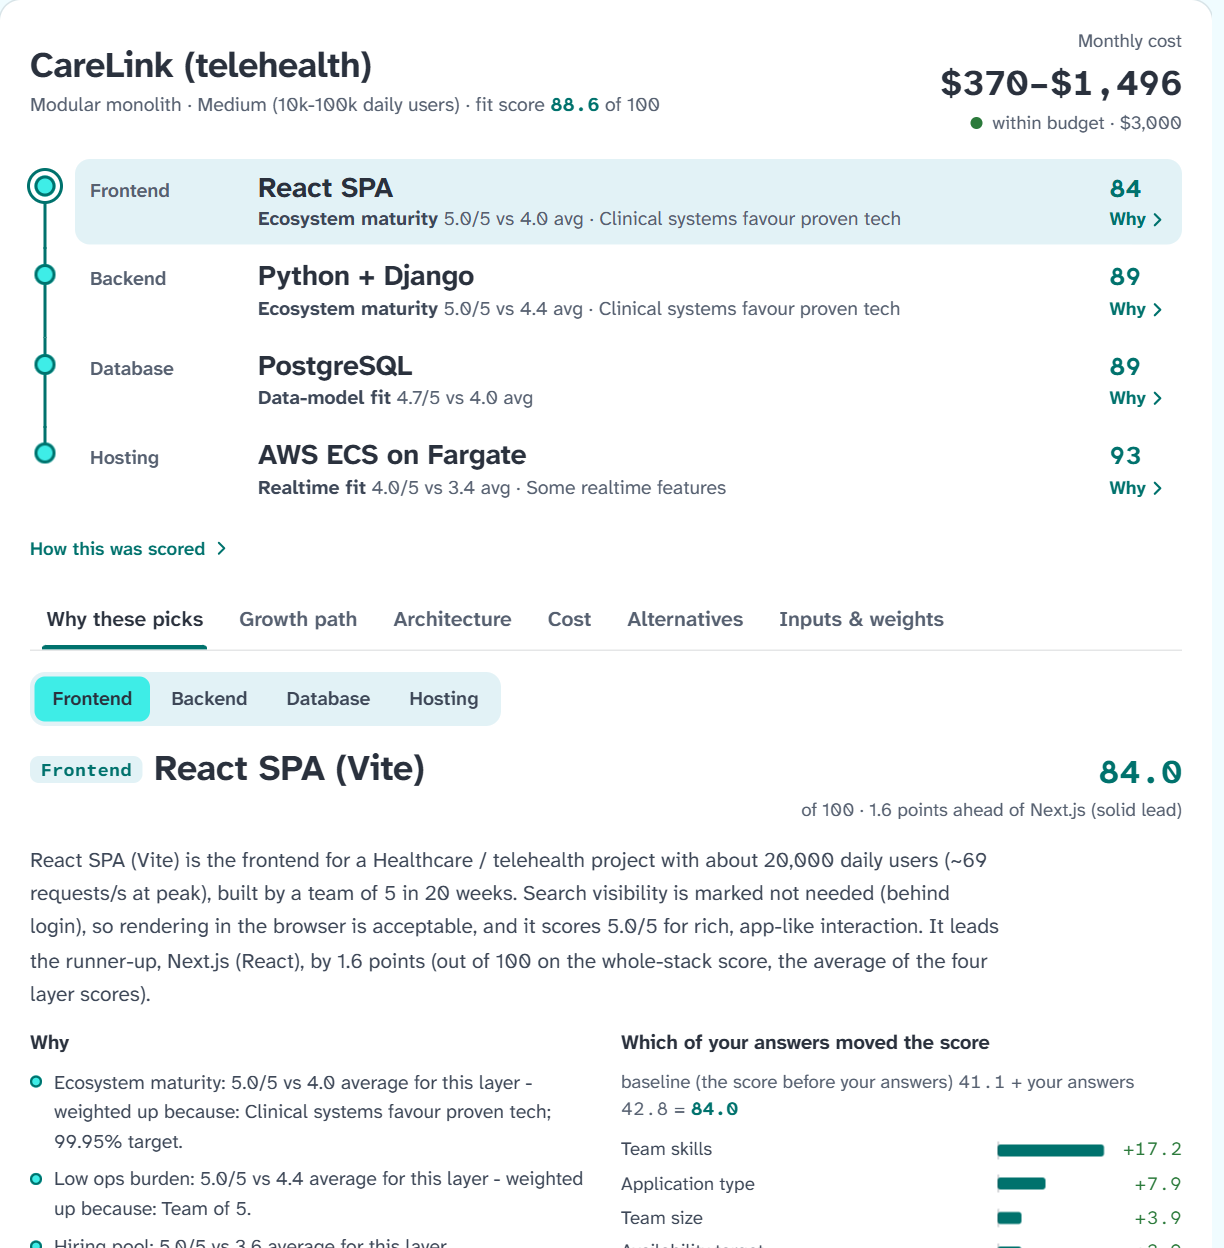 CareLink (telehealth)
Modular monolith · Medium (10k-100k daily users) · fit score 88.6 of 100
Monthly cost
$370–$1,496
within budget · $3,000
Frontend
React SPA
Ecosystem maturity 5.0/5 vs 4.0 avg · Clinical systems favour proven tech
84
Why
Backend
Python + Django
Ecosystem maturity 5.0/5 vs 4.4 avg · Clinical systems favour proven tech
89
Why
Database
PostgreSQL
Data-model fit 4.7/5 vs 4.0 avg
89
Why
Hosting
AWS ECS on Fargate
Realtime fit 4.0/5 vs 3.4 avg · Some realtime features
93
Why
How this was scored
Why these picks Growth path Architecture Cost Alternatives Inputs & weights
Frontend Backend Database Hosting
Frontend React SPA (Vite)
84.0
of 100 · 1.6 points ahead of Next.js (solid lead)
React SPA (Vite) is the frontend for a Healthcare / telehealth project with about 20,000 daily users (~69
requests/s at peak), built by a team of 5 in 20 weeks. Search visibility is marked not needed (behind
login), so rendering in the browser is acceptable, and it scores 5.0/5 for rich, app-like interaction. It leads
the runner-up, Next.js (React), by 1.6 points (out of 100 on the whole-stack score, the average of the four
layer scores).
Why
Ecosystem maturity: 5.0/5 vs 4.0 average for this layer -
weighted up because: Clinical systems favour proven tech;
99.95% target.
Low ops burden: 5.0/5 vs 4.4 average for this layer - weighted
up because: Team of 5.
Hiring pool: 5.0/5 vs 3.6 average for this layer
Which of your answers moved the score
baseline (the score before your answers) 41.1 + your answers
42.8 = 84.0
Team skills +17.2
Application type +7.9
Team size +3.9
Availability target